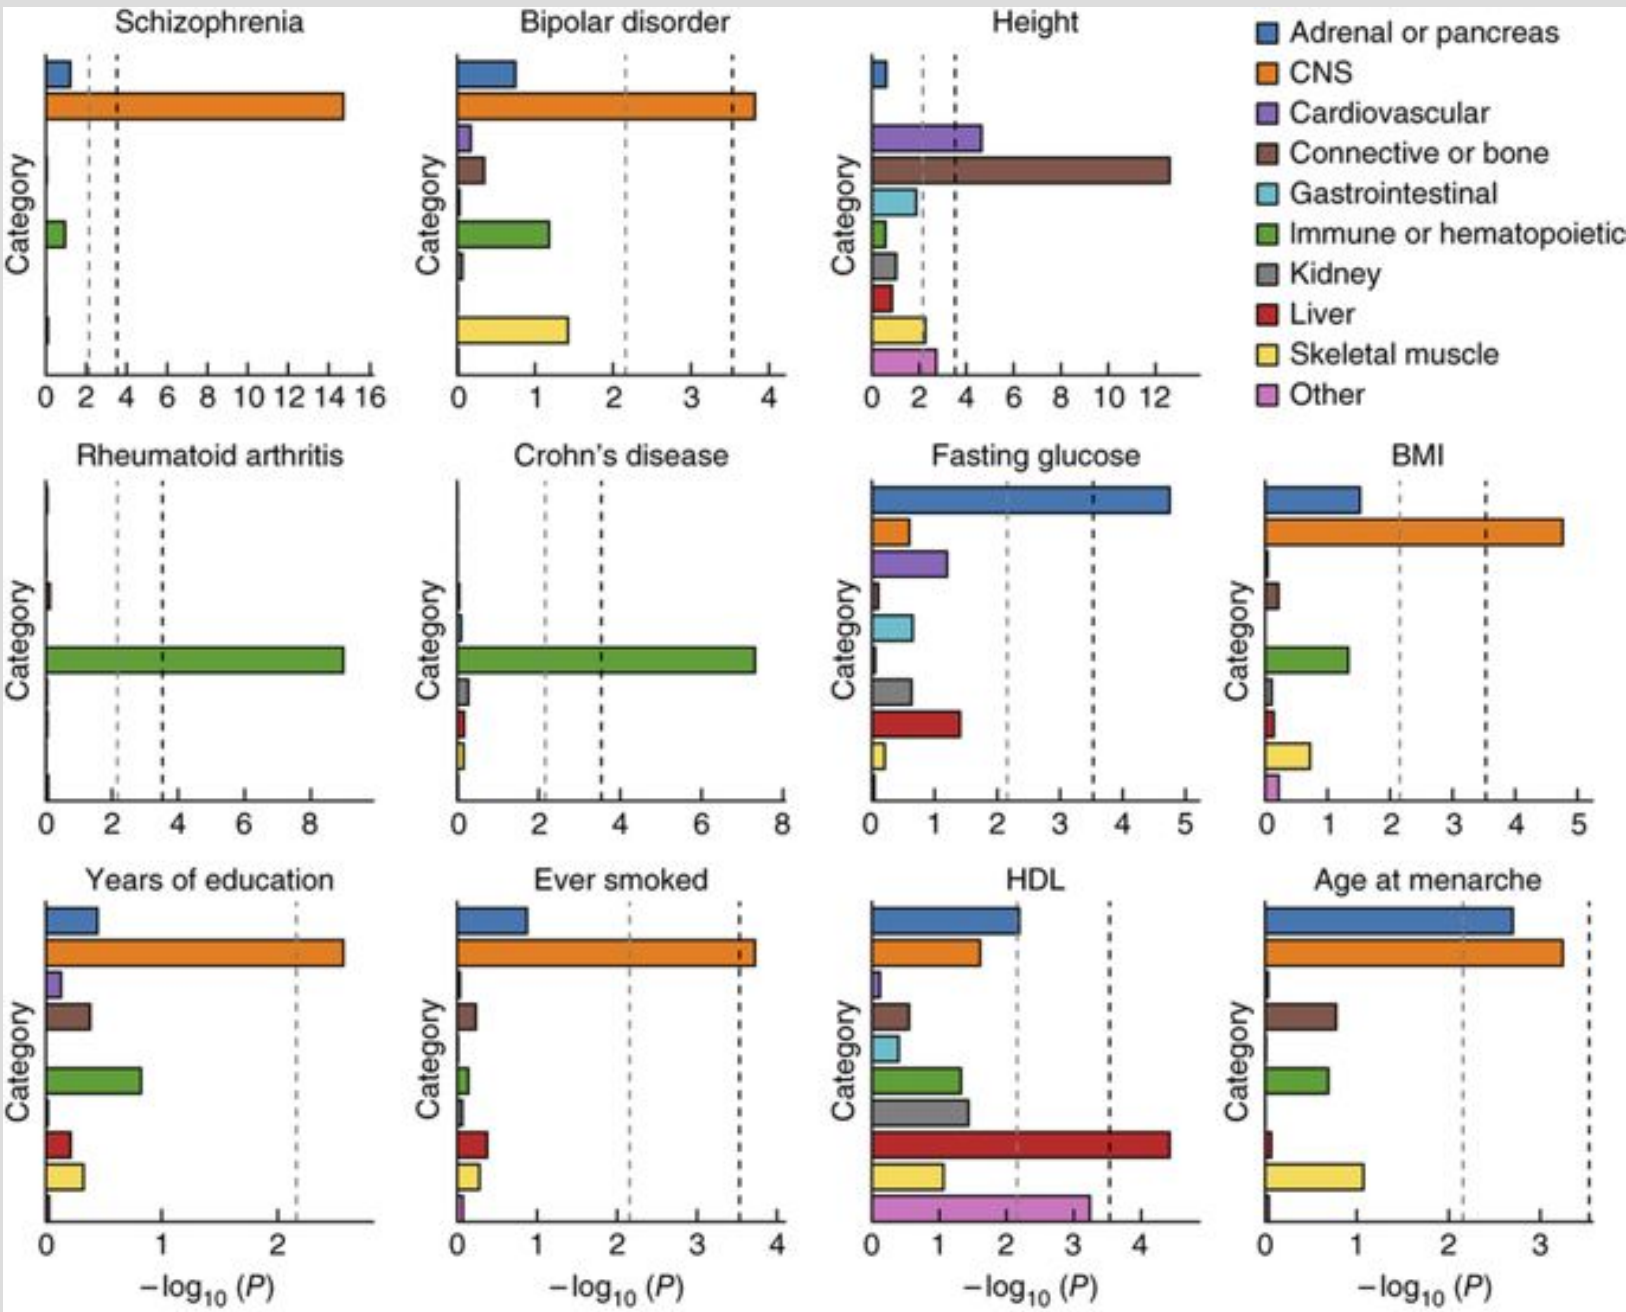 Schizophrenia
Bipolar disorder
Height
Adrenal or pancreas
CNS
Cardiovascular
Connective or bone
Gastrointestinal
Immune or hematopoietic
Kidney
Liver
Skeletal muscle
Other
Category
Category
Category
0 2 4 6 8 10 12 14 16
0 1 2 3 4
0 2 4 6 8 10 12
Rheumatoid arthritis
Crohn's disease
Fasting glucose
BMI
Category
Category
Category
Category
0 2 4 6 8
0 2 4 6 8
0 1 2 3 4 5
0 1 2 3 4 5
Years of education
Ever smoked
HDL
Age at menarche
Category
Category
Category
Category
0 1 2
0 1 2 3 4
0 1 2 3 4
0 1 2 3
−log10 (P)
−log10 (P)
−log10 (P)
−log10 (P)